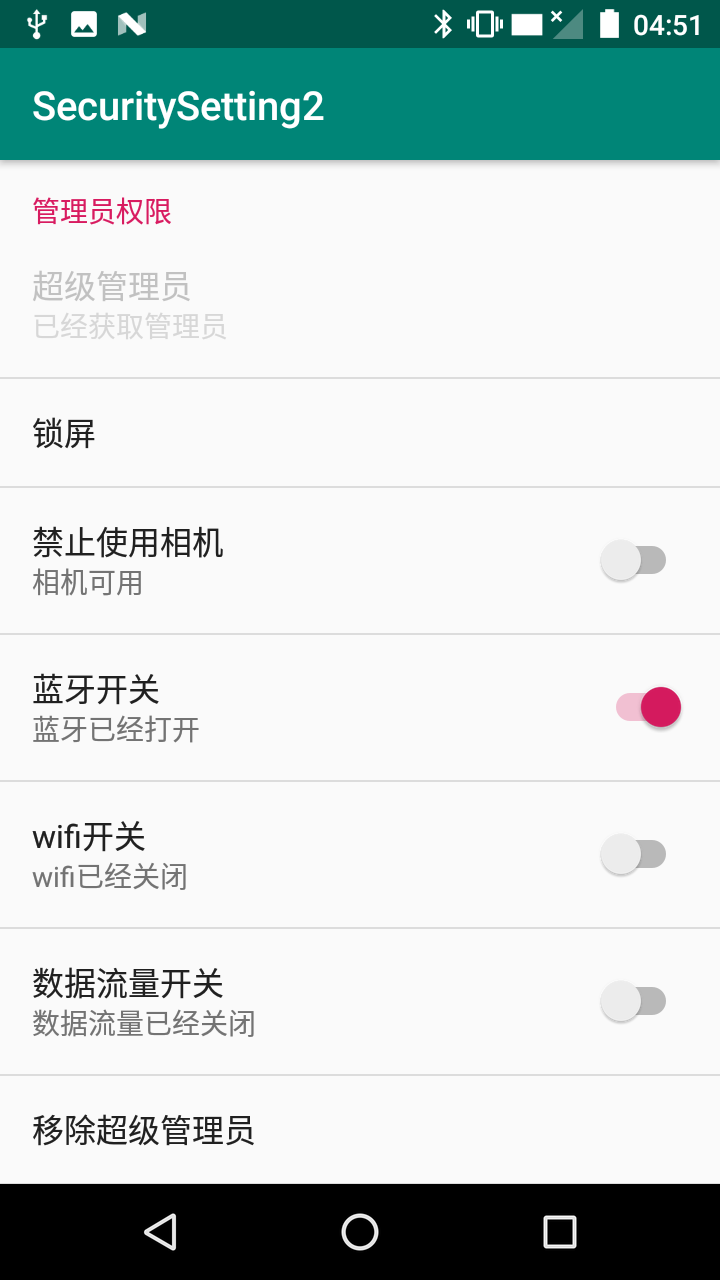 04:51
SecuritySetting2
管理员权限
超级管理员
已经获取管理员
锁屏
禁止使用相机
相机可用
蓝牙开关
蓝牙已经打开
wifi开关
wifi已经关闭
数据流量开关
数据流量已经关闭
移除超级管理员